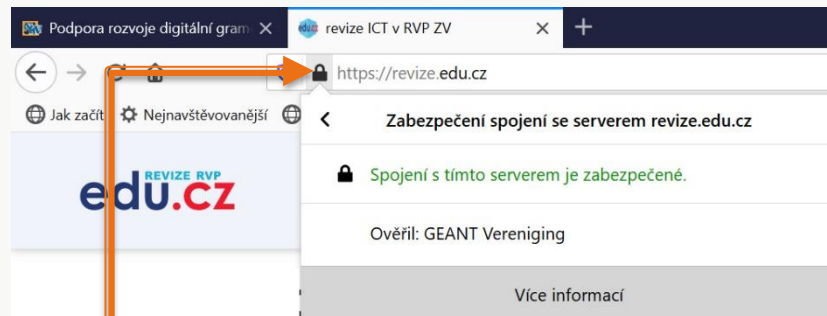 Podpora rozvoje digitální gram
revize ICT v RVP ZV
https://revize.edu.cz
Jak začít
Nejnavštěvovanější
Zabezpečení spojení se serverem revize.edu.cz
REVIZE RVP
edu.cz
Spojení s tímto serverem je zabezpečené.
Ověřil: GEANT Vereniging
Více informací